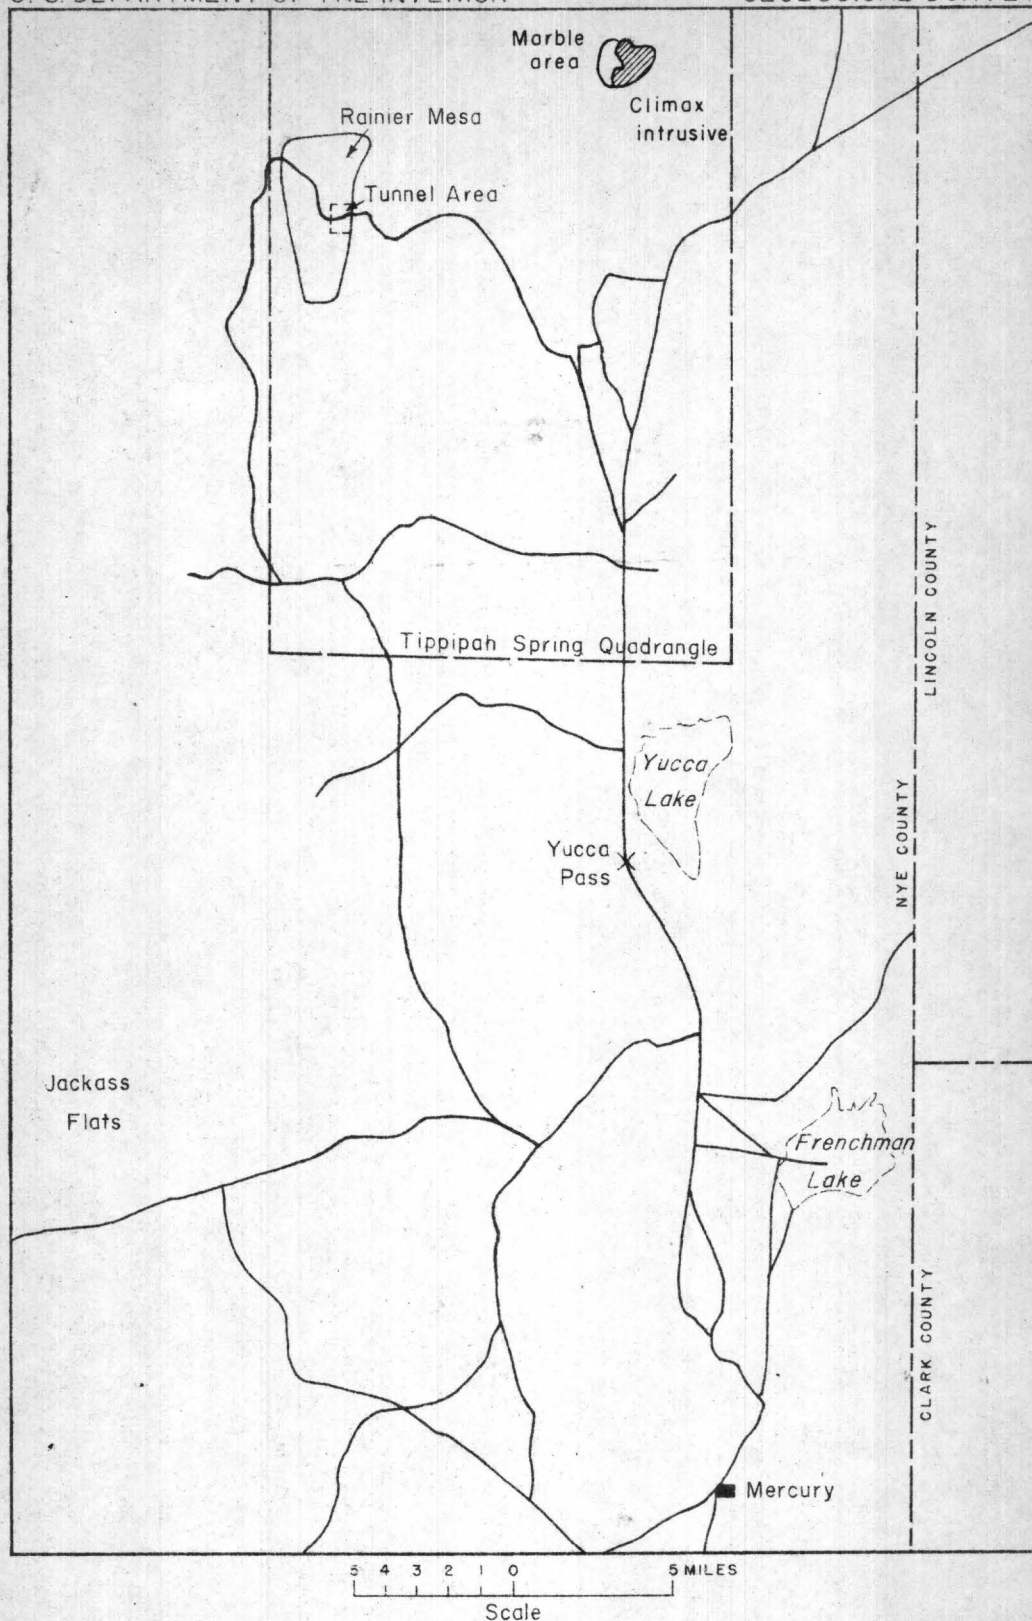 Marble
area
Climax
intrusive
Rainier Mesa
Tunnel Area
Tippipah Spring Quadrangle
LINCOLN COUNTY
Yucca
Lake
NYE COUNTY
Yucca
Pass
Jackass
Flats
Frenchman
Lake
CLARK COUNTY
Mercury
5 4 3 2 1 0 5 MILES
Scale